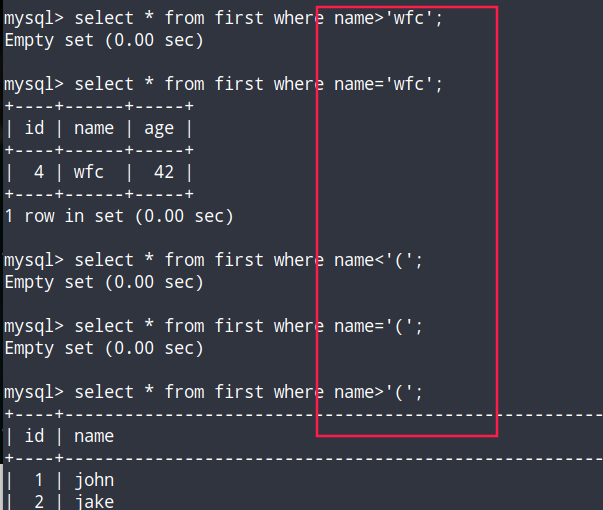 mysql> select * from first where name>'wfc';
Empty set (0.00 sec)
mysql> select * from first where name='wfc';
+----+------+-----+
| id | name | age |
+----+------+-----+
| 4 | wfc | 42 |
+----+------+-----+
1 row in set (0.00 sec)
mysql> select * from first where name<'(';
Empty set (0.00 sec)
mysql> select * from first where name='(';
Empty set (0.00 sec)
mysql> select * from first where name>'(';
+----+------------------------------------------------------
| id | name
+----+------------------------------------------------------
| 1 | john
| 2 | jake